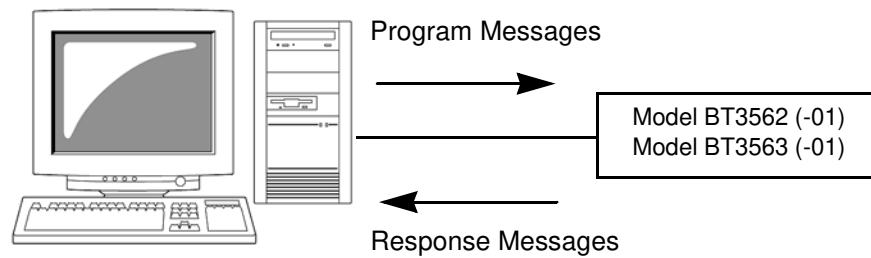 Program Messages
Model BT3562 (-01)
Model BT3563 (-01)
Response Messages